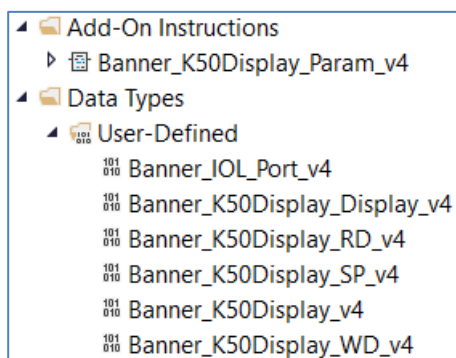 Add-On Instructions
Banner_K50Display_Param_v4
Data Types
User-Defined
Banner_IOL_Port_v4
Banner_K50Display_Display_v4
Banner_K50Display_RD_v4
Banner_K50Display_SP_v4
Banner_K50Display_v4
Banner_K50Display_WD_v4